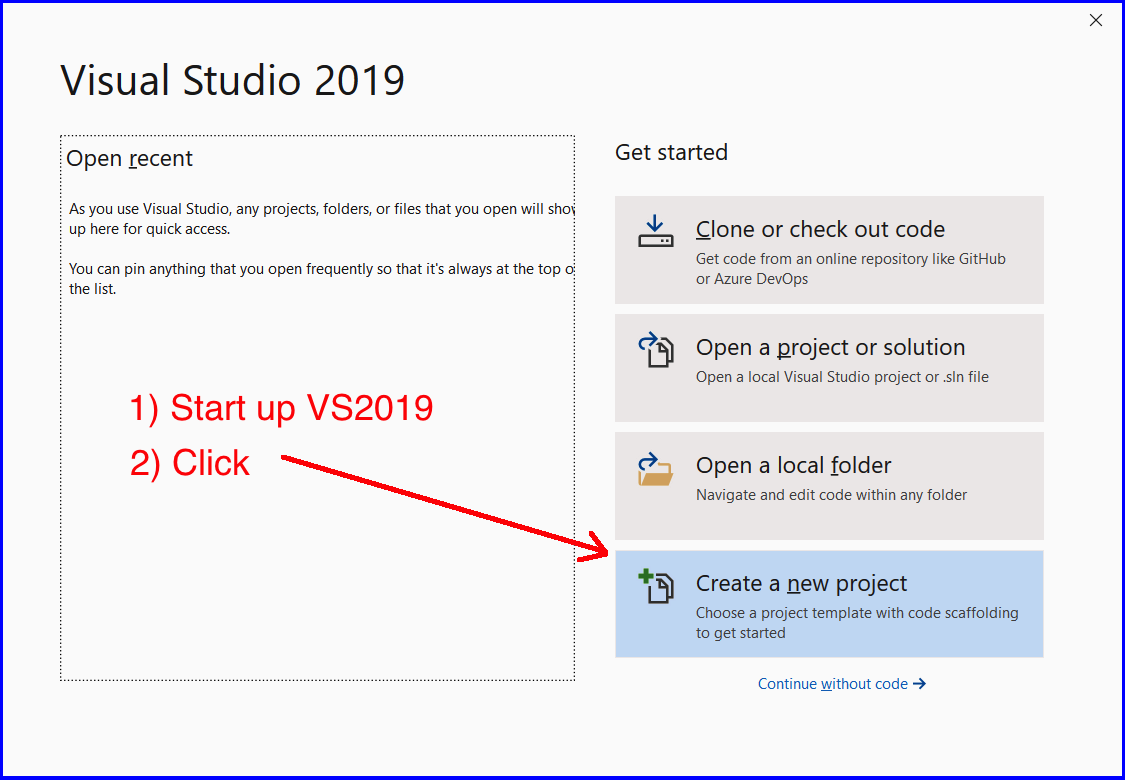 Visual Studio 2019
Open recent
As you use Visual Studio, any projects, folders, or files that you open will show
up here for quick access.
You can pin anything that you open frequently so that it's always at the top o
the list.
1) Start up VS2019
2) Click
Get started
Clone or check out code
Get code from an online repository like GitHub
or Azure DevOps
Open a project or solution
Open a local Visual Studio project or .sln file
Open a local folder
Navigate and edit code within any folder
Create a new project
Choose a project template with code scaffolding
to get started
Continue without code →